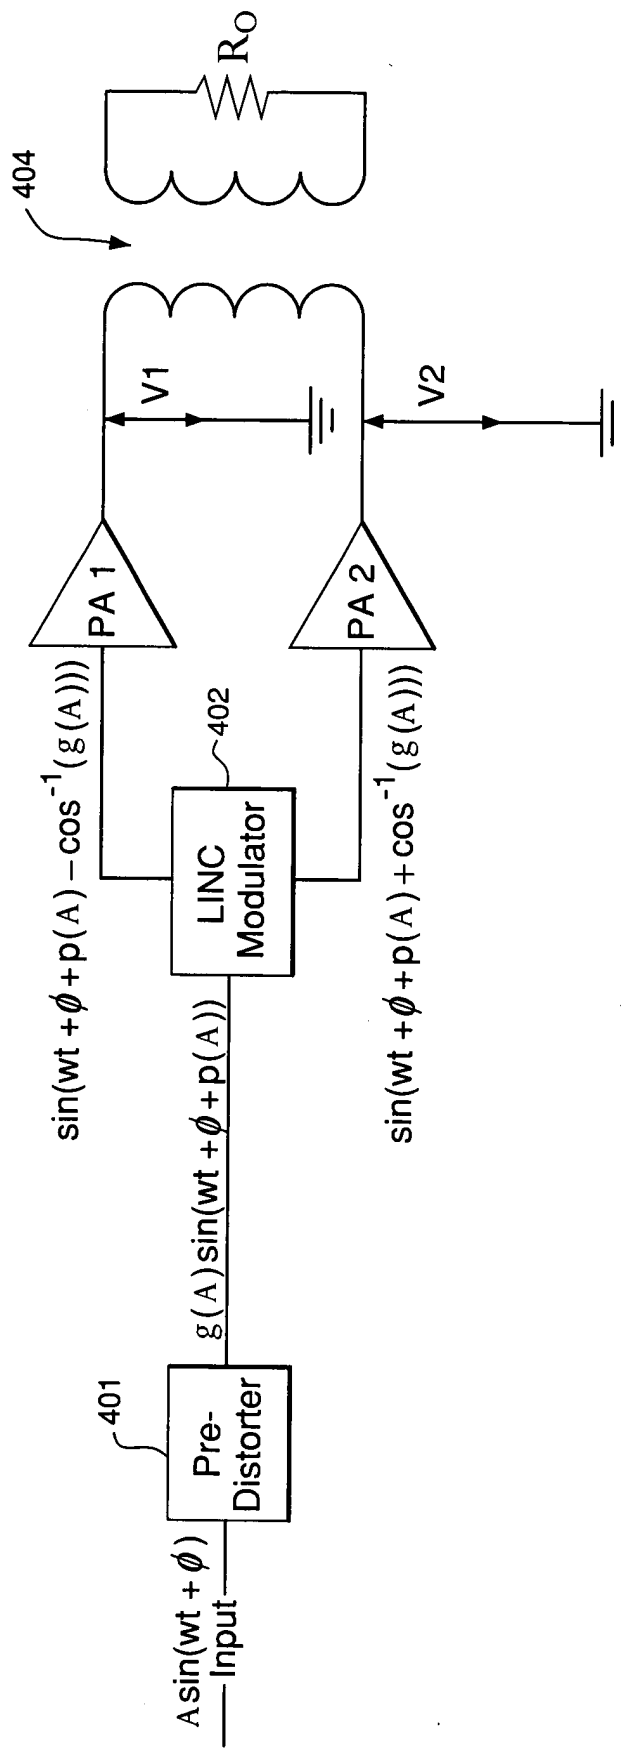 Asin(wt + ϕ)
Input
401
Pre-
Distorter
g(A)sin(wt + ϕ + p(A))
402
LINC
Modulator
sin(wt + ϕ + p(A) – cos⁻¹(g(A)))
sin(wt + ϕ + p(A) + cos⁻¹(g(A)))
PA 1
PA 2
V1
V2
404
R₀